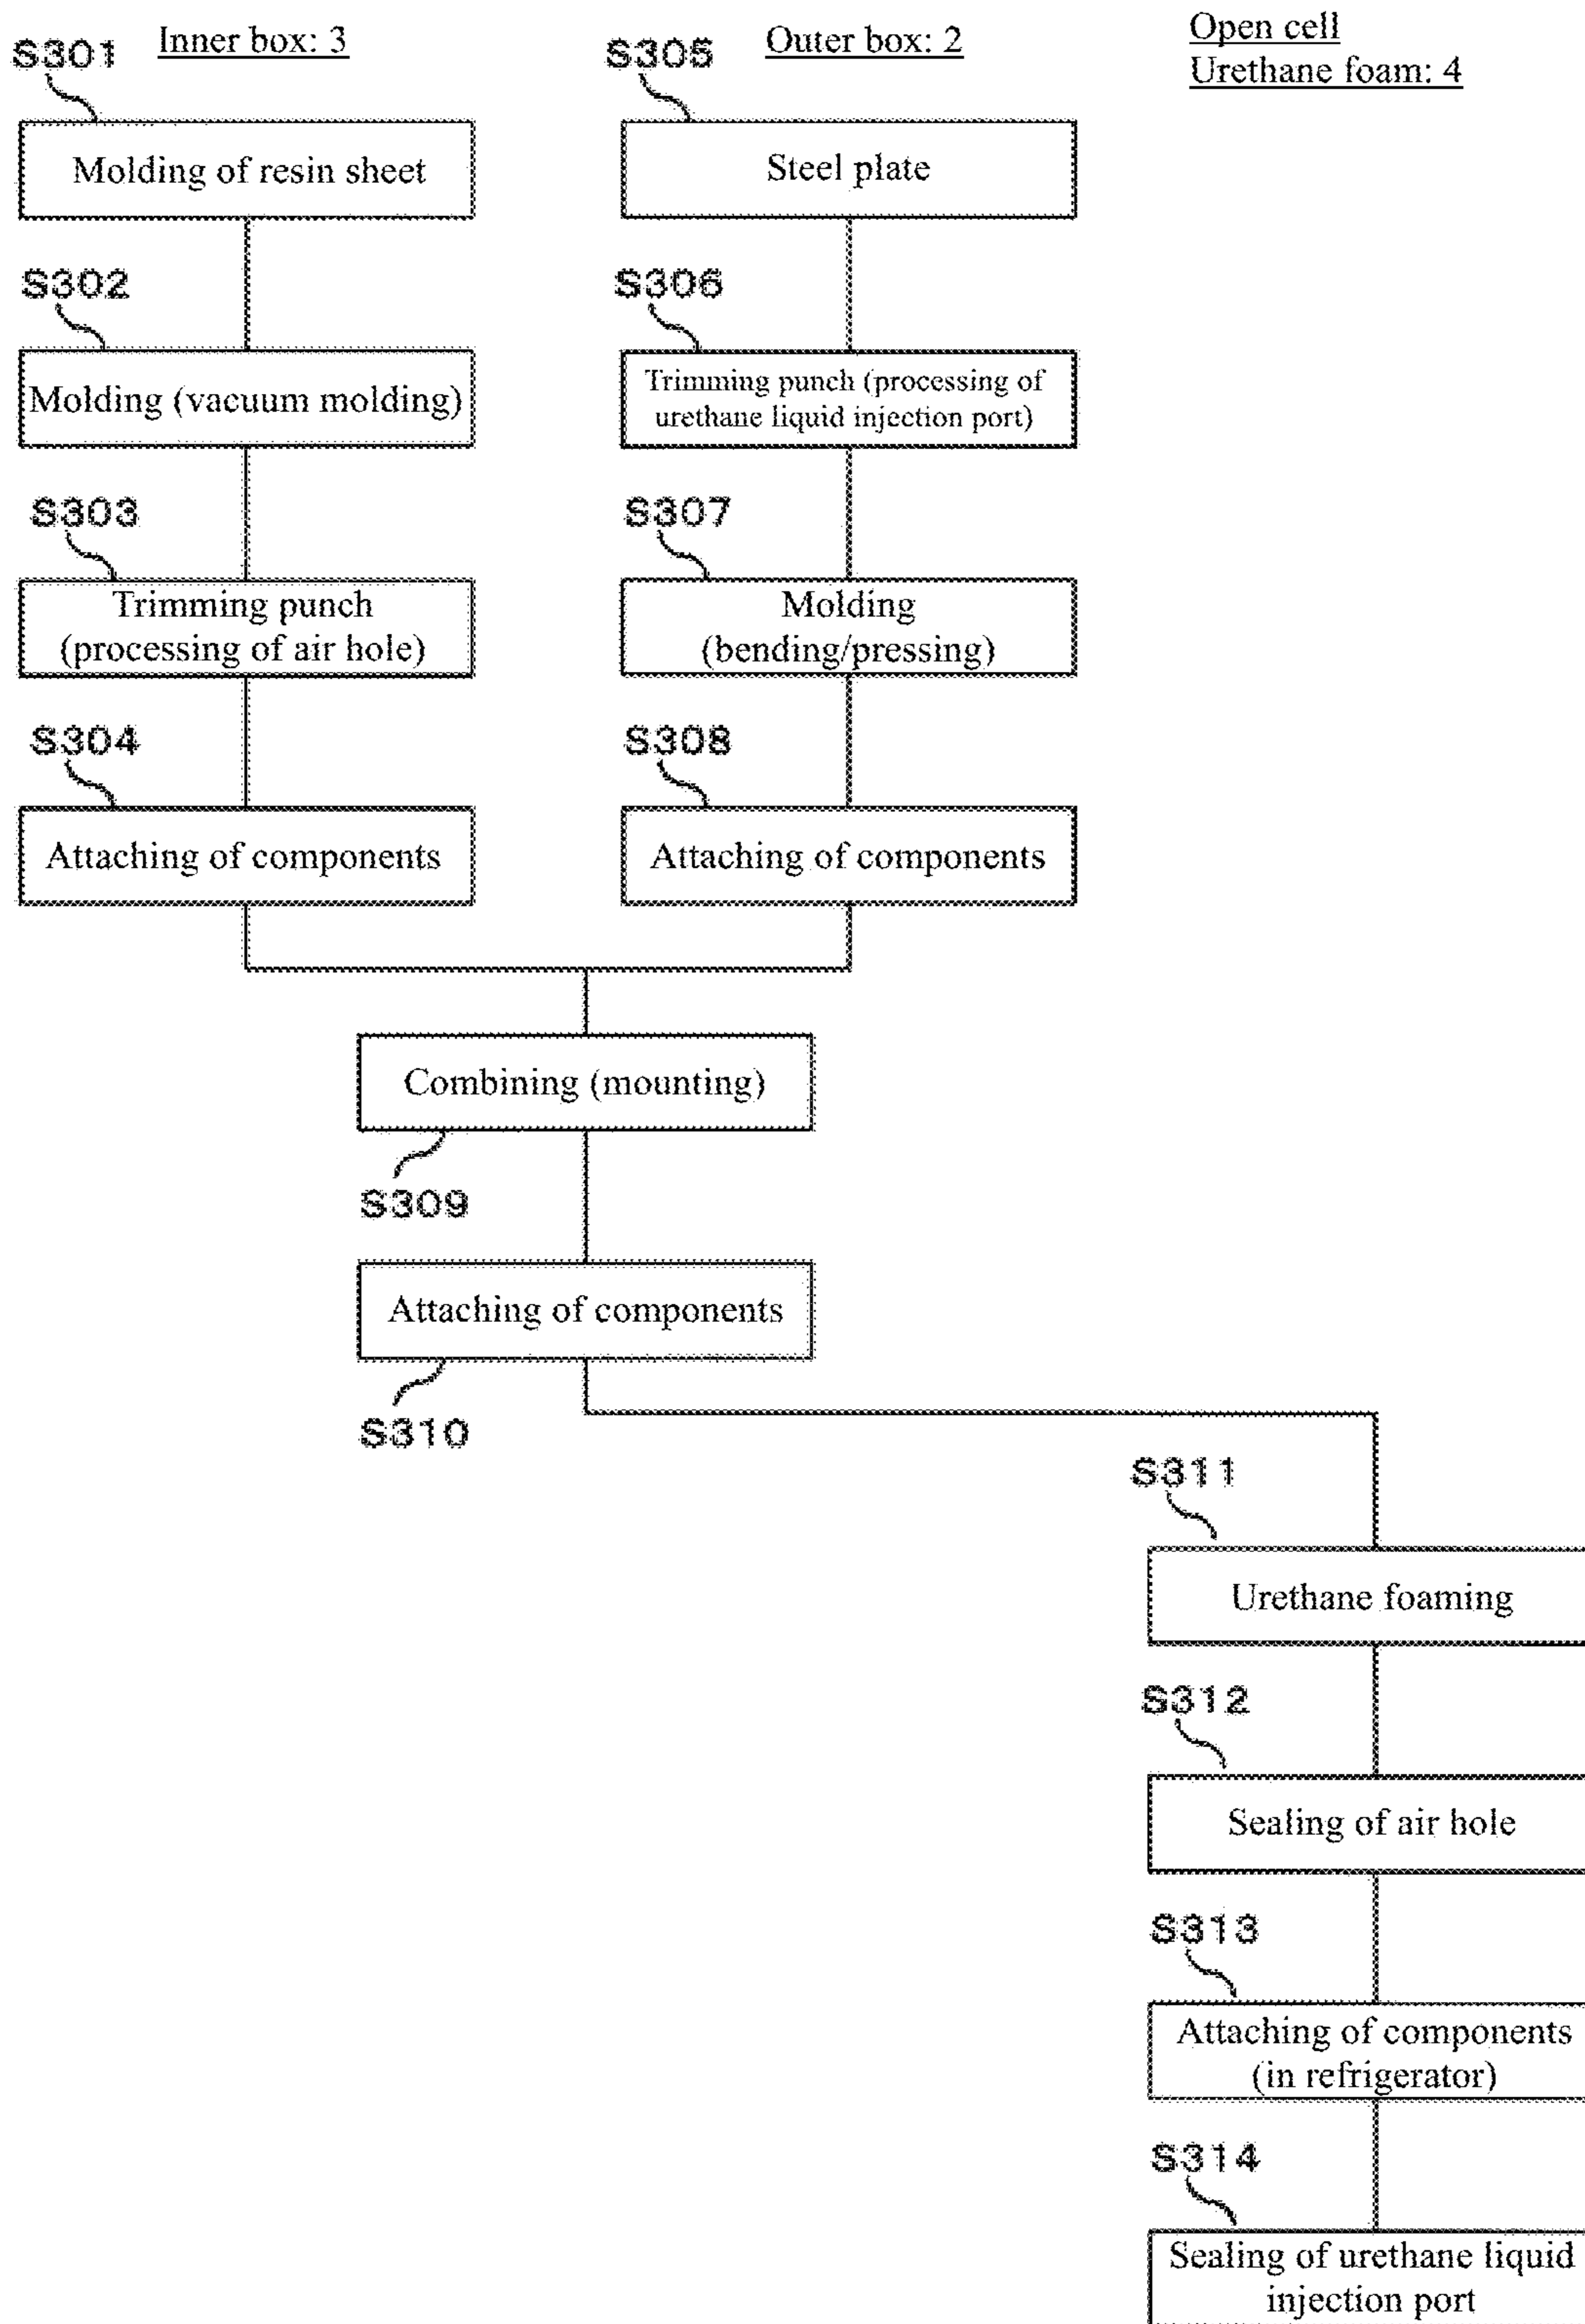 Inner box: 3
Outer box: 2
Open cell
Urethane foam: 4
S301
Molding of resin sheet
S305
Steel plate
S302
Molding (vacuum molding)
S306
Trimming punch (processing of
urethane liquid injection port)
S303
Trimming punch
(processing of air hole)
S307
Molding
(bending/pressing)
S304
Attaching of components
S308
Attaching of components
Combining (mounting)
S309
Attaching of components
S310
S311
Urethane foaming
S312
Sealing of air hole
S313
Attaching of components
(in refrigerator)
S314
Sealing of urethane liquid
injection port